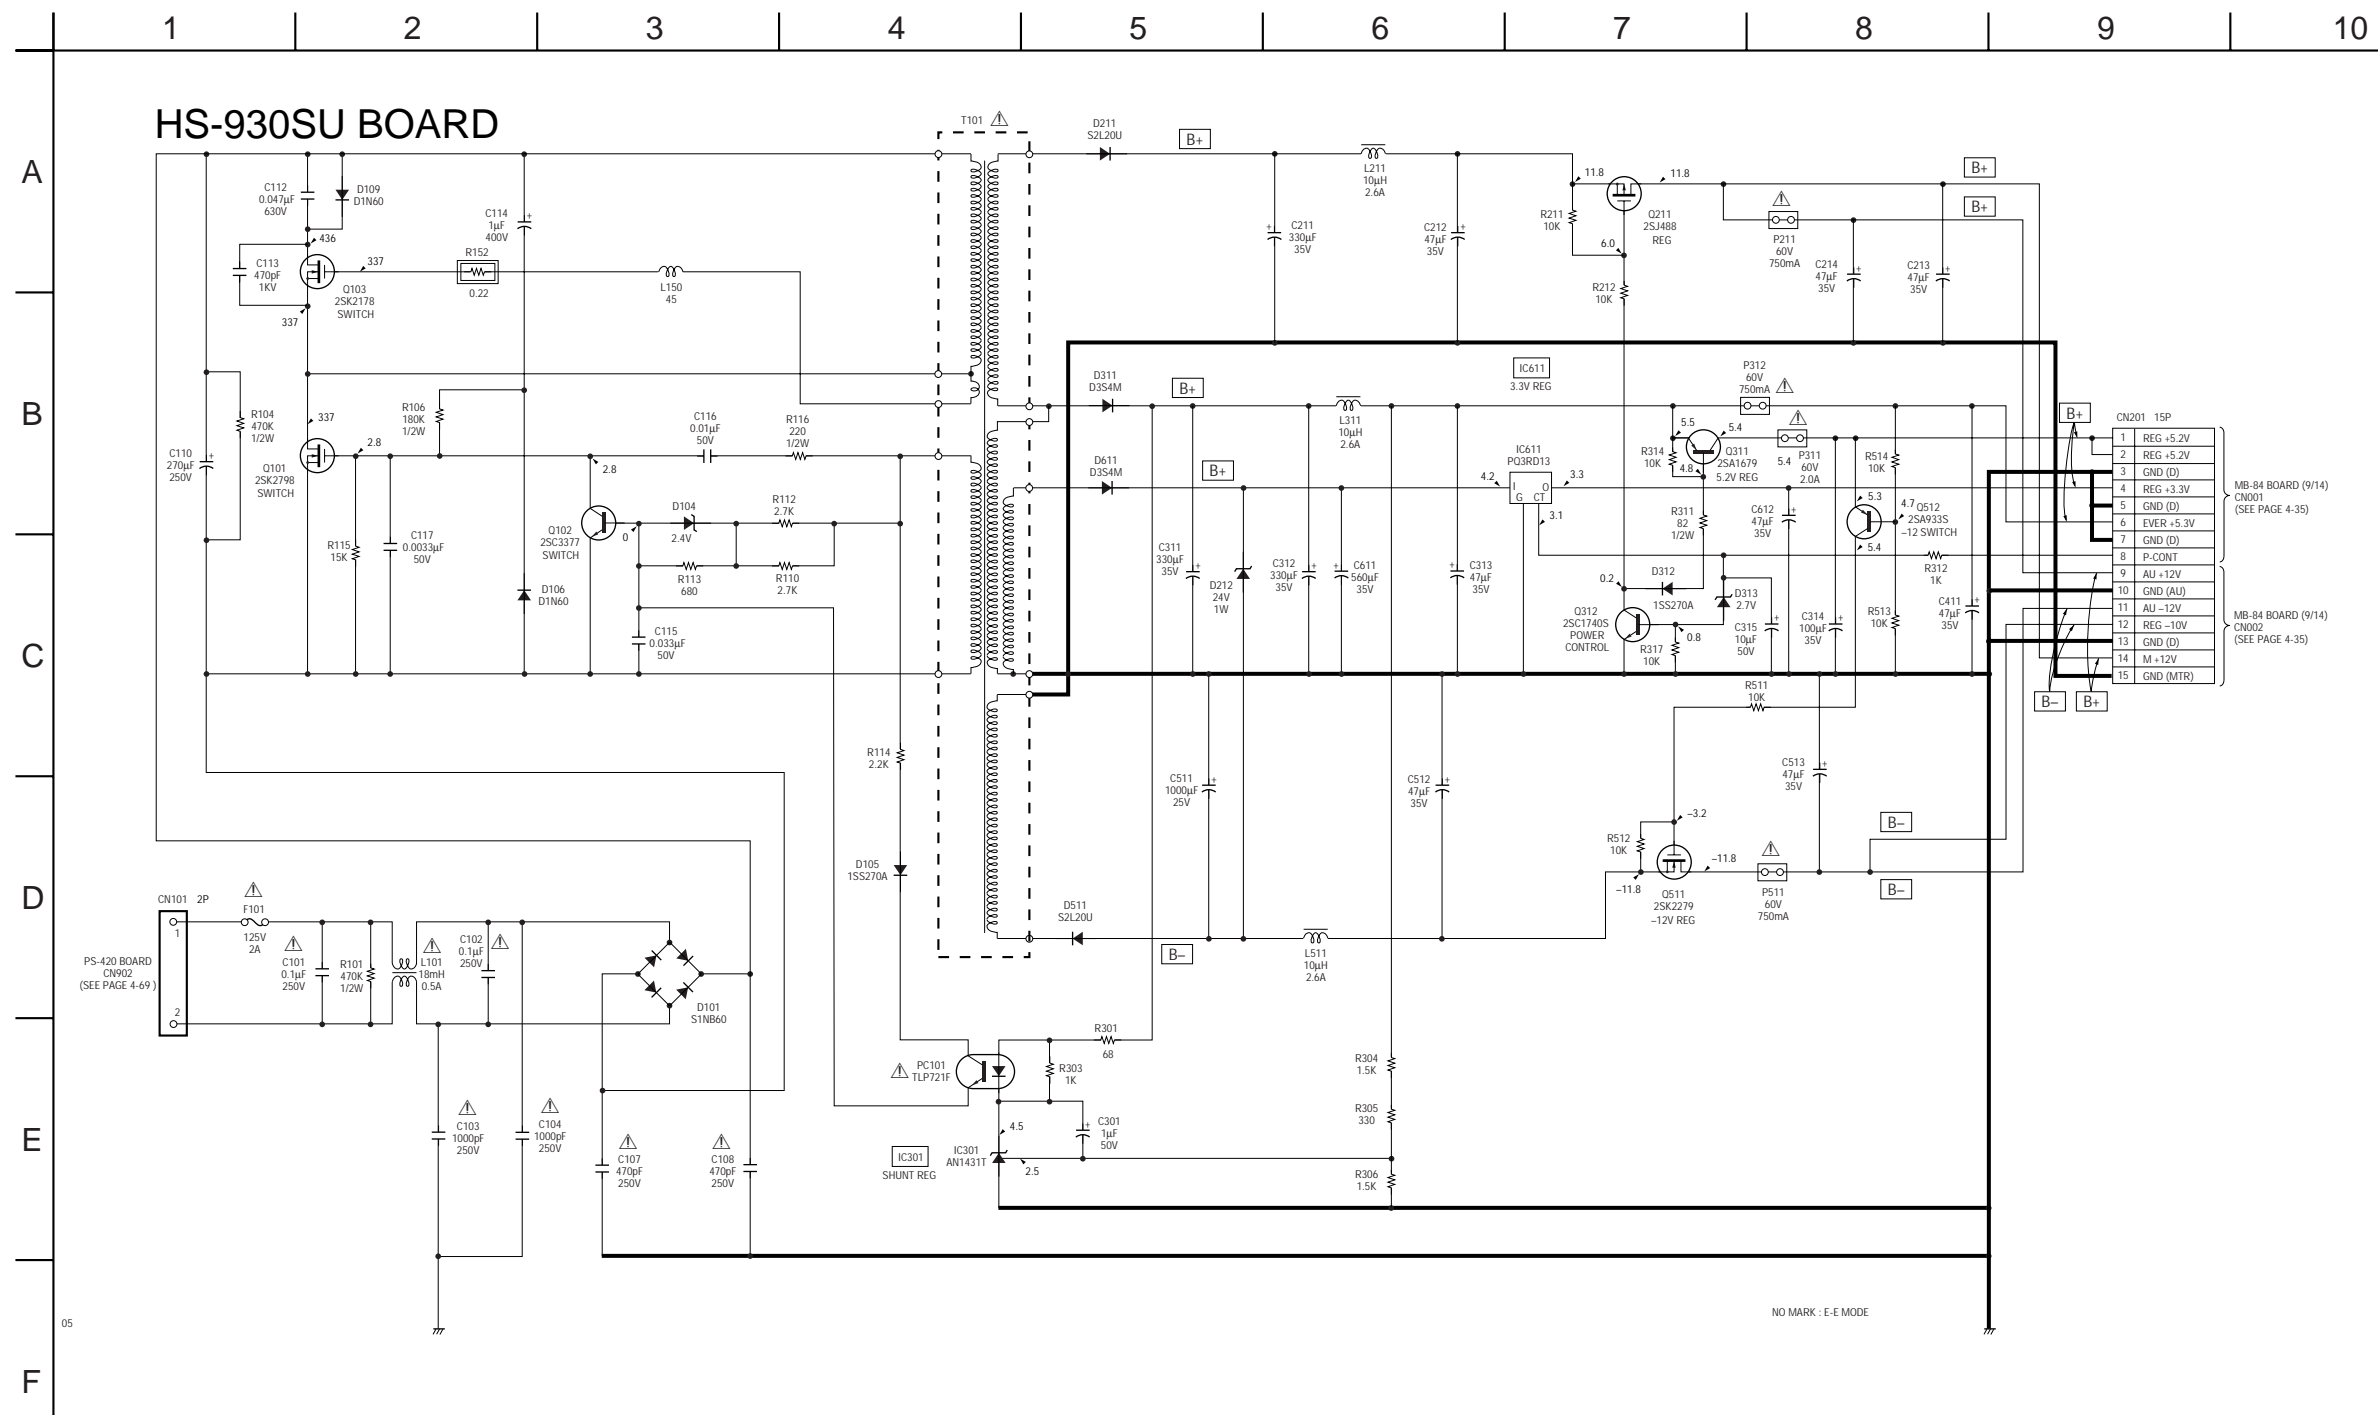 1 2 3 4 5 6 7 8 9 10
A
B
C
D
E
F
HS-930SU BOARD
T101
D211
S2L20U
B+
L211
10µH
2.6A
C112
0.047µF
630V
D109
D1N60
C114
1µF
400V
436
C113
470pF
1KV
337
R152
0.22
L150
45
Q103
2SK2178
SWITCH
337
C211
330µF
35V
C212
47µF
35V
11.8
11.8
R211
10K
Q211
2SJ488
REG
6.0
R212
10K
B+
B+
P211
60V
750mA
C214
47µF
35V
C213
47µF
35V
R104
470K
1/2W
C110
270µF
250V
337
R106
180K
1/2W
2.8
Q101
2SK2798
SWITCH
C116
0.01µF
50V
R116
220
1/2W
2.8
D104
2.4V
R112
2.7K
Q102
2SC3377
SWITCH
0
R115
15K
C117
0.0033µF
50V
R113
680
R110
2.7K
D106
D1N60
C115
0.033µF
50V
D311
D3S4M
B+
L311
10µH
2.6A
D611
D3S4M
B+
IC611
3.3V REG
IC611
PQ3RD13
4.2
I O
G CT
3.3
3.1
P312
60V
750mA
5.5
5.4
R314
10K
4.8
Q311
2SA1679
5.2V REG
5.4
P311
60V
2.0A
R514
10K
5.3
4.7
Q512
2SA933S
–12 SWITCH
5.4
R311
82
1/2W
C612
47µF
35V
R312
1K
C311
330µF
35V
D212
24V
1W
C312
330µF
35V
C611
560µF
35V
C313
47µF
35V
0.2
D312
1SS270A
D313
2.7V
Q312
2SC1740S
POWER
CONTROL
0.8
R317
10K
C315
10µF
50V
C314
100µF
35V
R513
10K
C411
47µF
35V
B+
CN201 15P
1 REG +5.2V
2 REG +5.2V
3 GND (D)
4 REG +3.3V
5 GND (D)
6 EVER +5.3V
7 GND (D)
8 P-CONT
9 AU +12V
10 GND (AU)
11 AU –12V
12 REG –10V
13 GND (D)
14 M +12V
15 GND (MTR)
MB-84 BOARD (9/14)
CN001
(SEE PAGE 4-35)
MB-84 BOARD (9/14)
CN002
(SEE PAGE 4-35)
B–
B+
R511
10K
R114
2.2K
C511
1000µF
25V
C512
47µF
35V
C513
47µF
35V
–3.2
R512
10K
–11.8
–11.8
Q511
2SK2279
–12V REG
P511
60V
750mA
B–
B–
D105
1SS270A
D511
S2L20U
B–
L511
10µH
2.6A
CN101 2P
1
2
F101
125V
2A
PS-420 BOARD
CN902
(SEE PAGE 4-69 )
C101
0.1µF
250V
R101
470K
1/2W
L101
18mH
0.5A
C102
0.1µF
250V
D101
S1NB60
PC101
TLP721F
R303
1K
R301
68
R304
1.5K
R305
330
R306
1.5K
C103
1000pF
250V
C104
1000pF
250V
C107
470pF
250V
C108
470pF
250V
IC301
SHUNT REG
IC301
AN1431T
4.5
2.5
C301
1µF
50V
05
NO MARK : E-E MODE